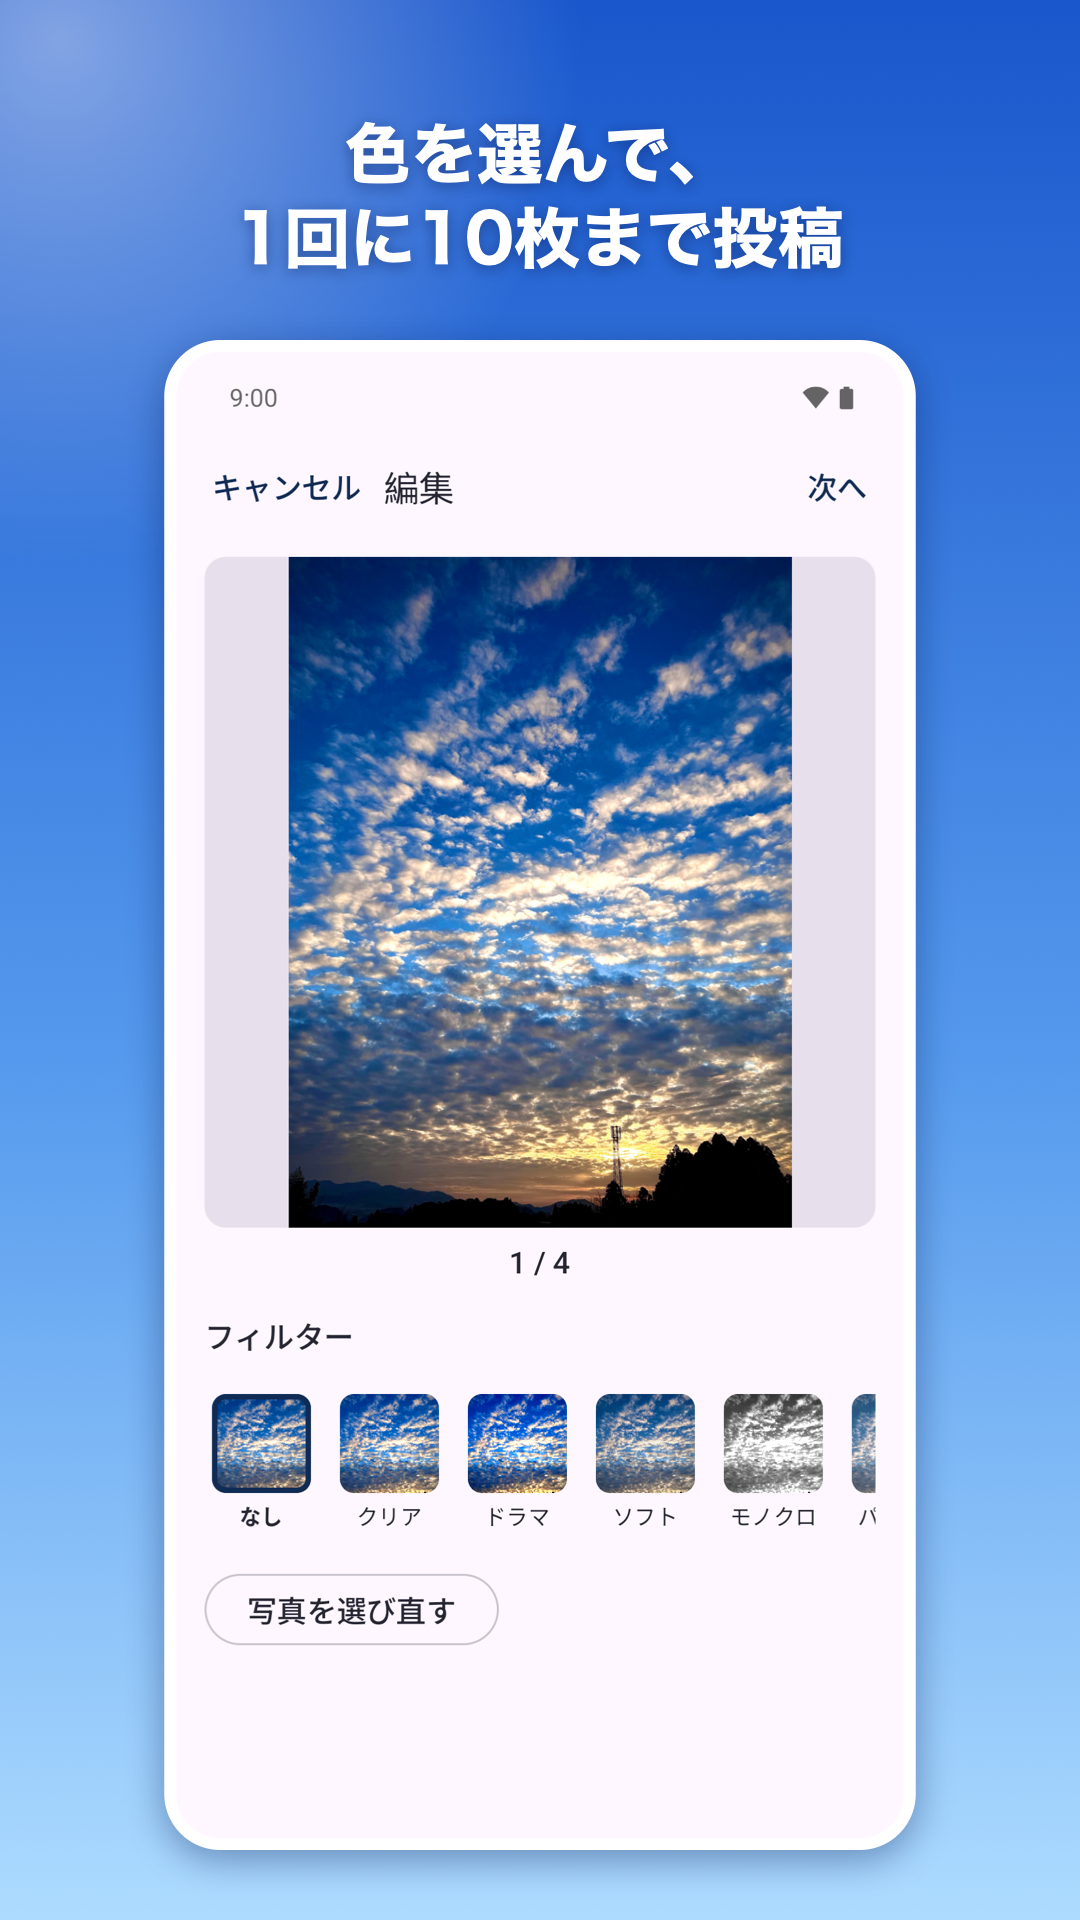 色を選んで、
1回に10枚まで投稿
9:00
キャンセル 編集 次へ
1 / 4
フィルター
なし クリア ドラマ ソフト モノクロ パ
写真を選び直す